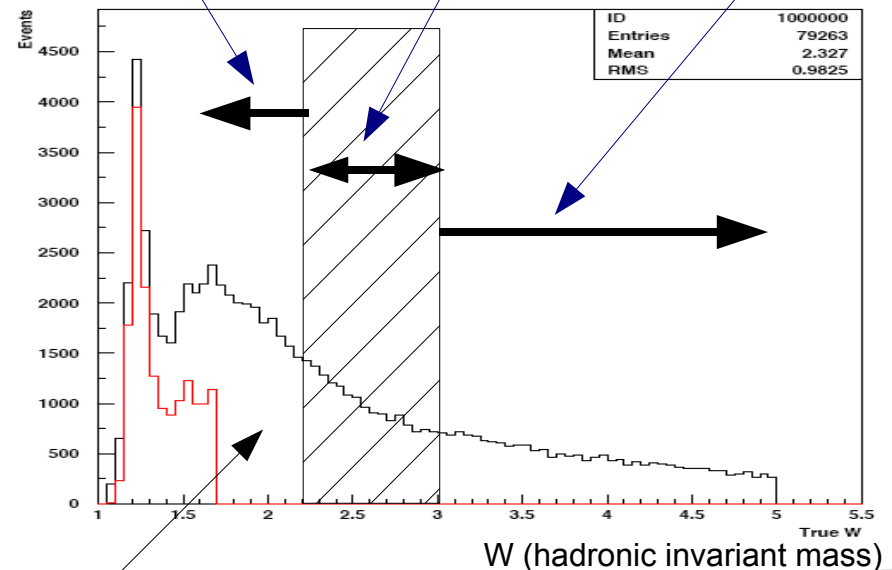 Events
ID 1000000
Entries 79263
Mean 2.327
RMS 0.9825
4500
4000
3500
3000
2500
2000
1500
1000
500
0
1 1.5 2 2.5 3 3.5 4 4.5 5 5.5
True W
W (hadronic invariant mass)